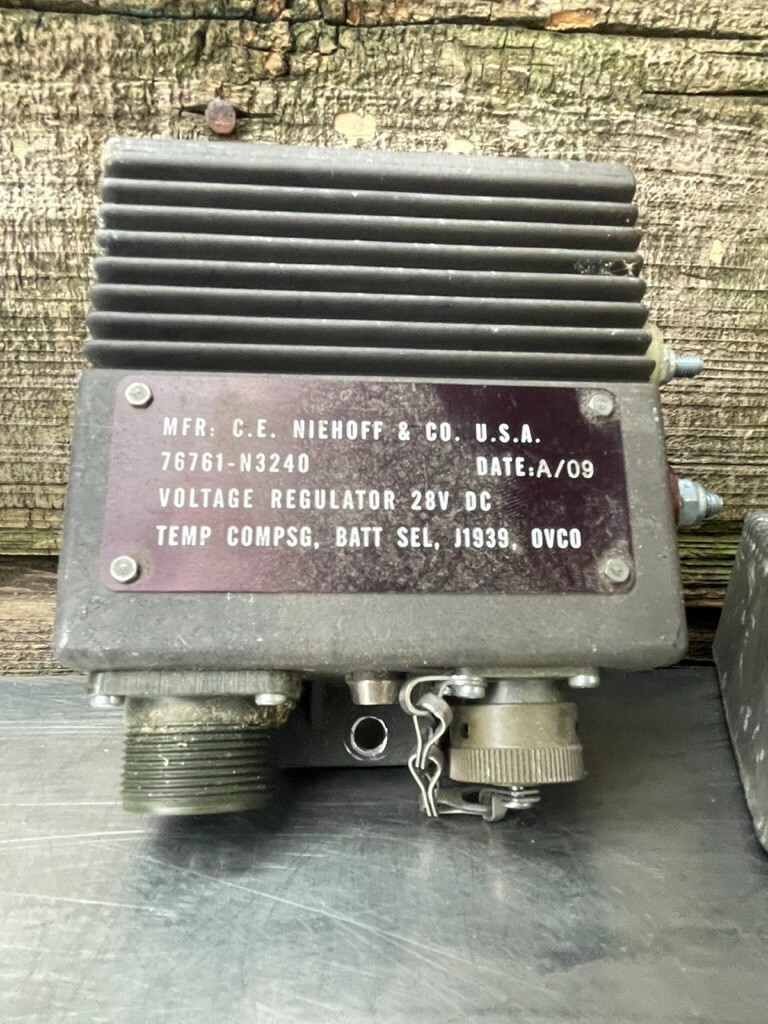 MFR: C.E. NIEHOFF & CO. U.S.A.
76761-N3240 DATE:A/09
VOLTAGE REGULATOR 28V DC
TEMP COMPSG, BATT SEL, J1939, OVCO